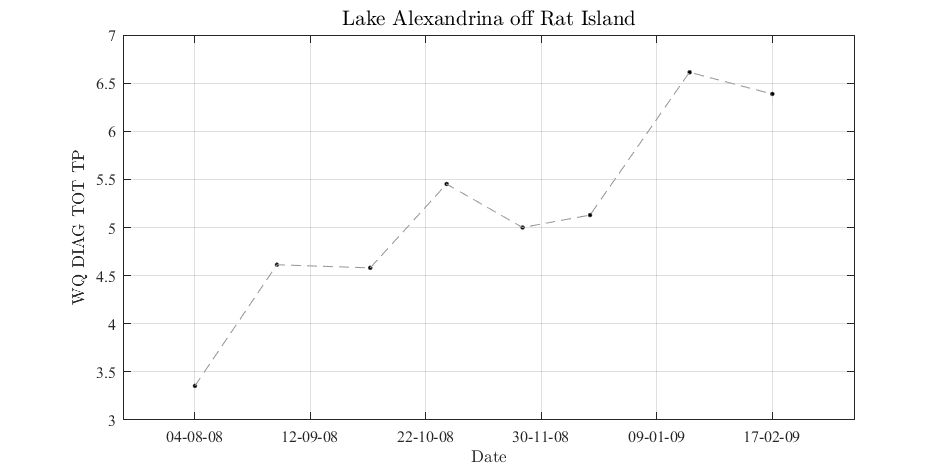 Lake Alexandrina off Rat Island
7
6.5
6
5.5
5
4.5
4
3.5
3
WQ DIAG TOT TP
04-08-08 12-09-08 22-10-08 30-11-08 09-01-09 17-02-09
Date